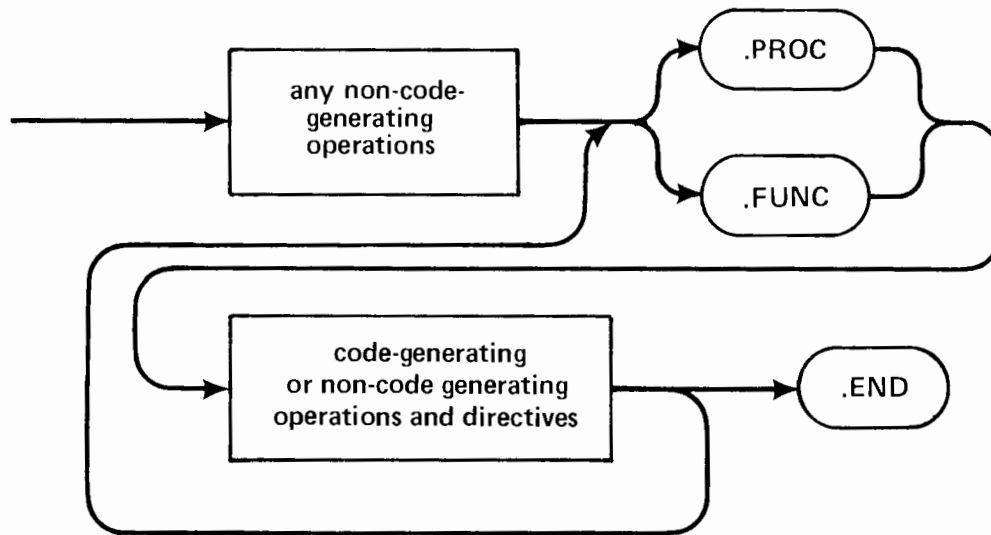 any non-code-
generating
operations
.PROC
.FUNC
code-generating
or non-code generating
operations and directives
.END